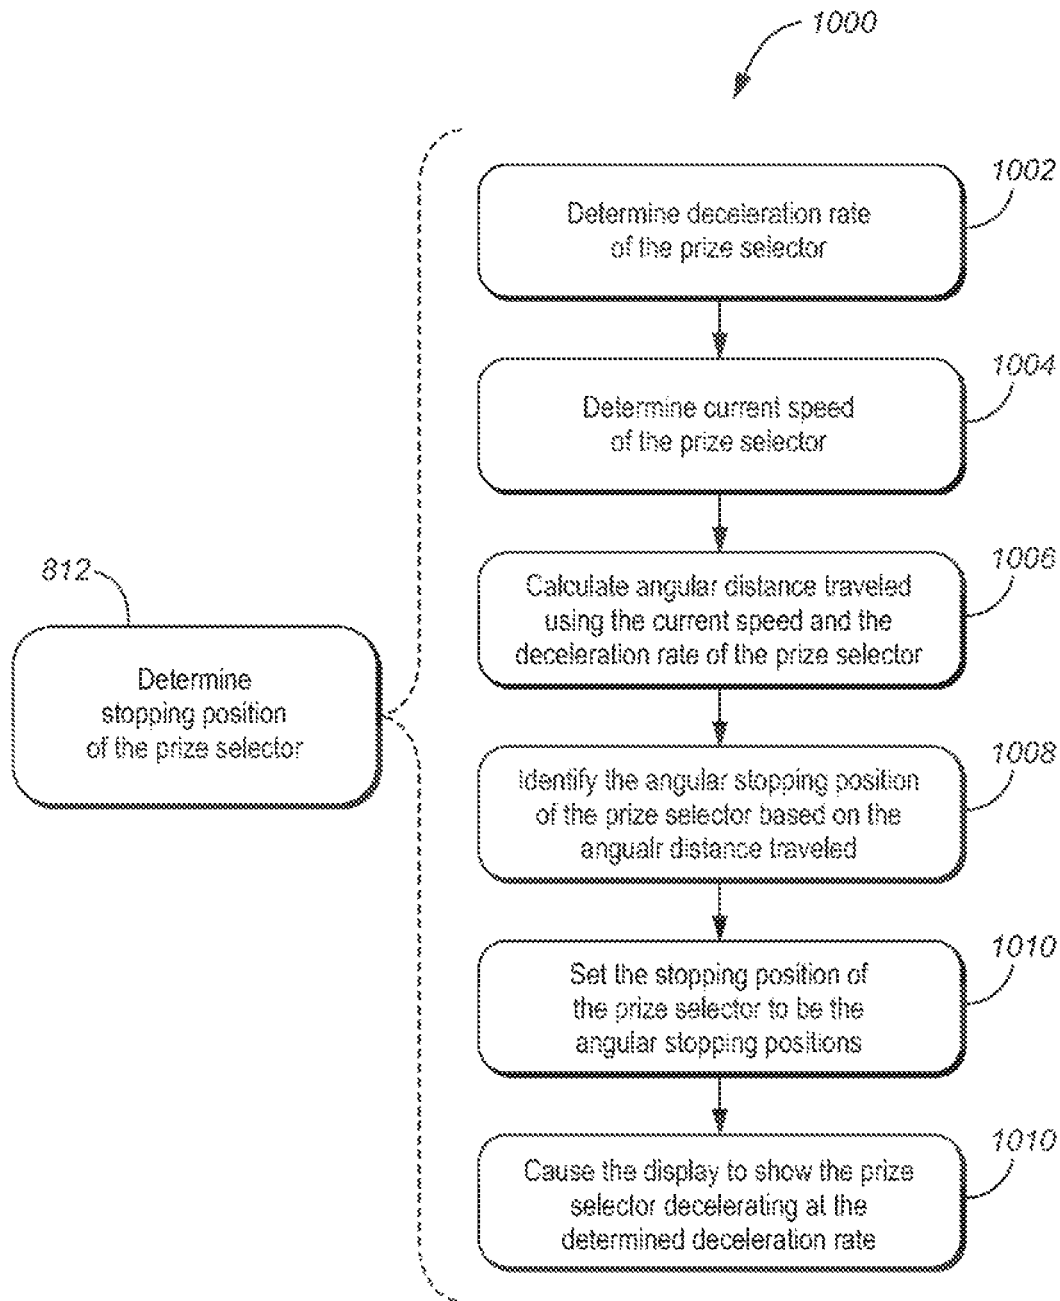 1000
1002
Determine deceleration rate
of the prize selector
1004
Determine current speed
of the prize selector
1006
Calculate angular distance traveled
using the current speed and the
deceleration rate of the prize selector
812
Determine
stopping position
of the prize selector
1008
Identify the angular stopping position
of the prize selector based on the
angualr distance traveled
1010
Set the stopping position of
the prize selector to be the
angular stopping positions
1010
Cause the display to show the prize
selector decelerating at the
determined deceleration rate